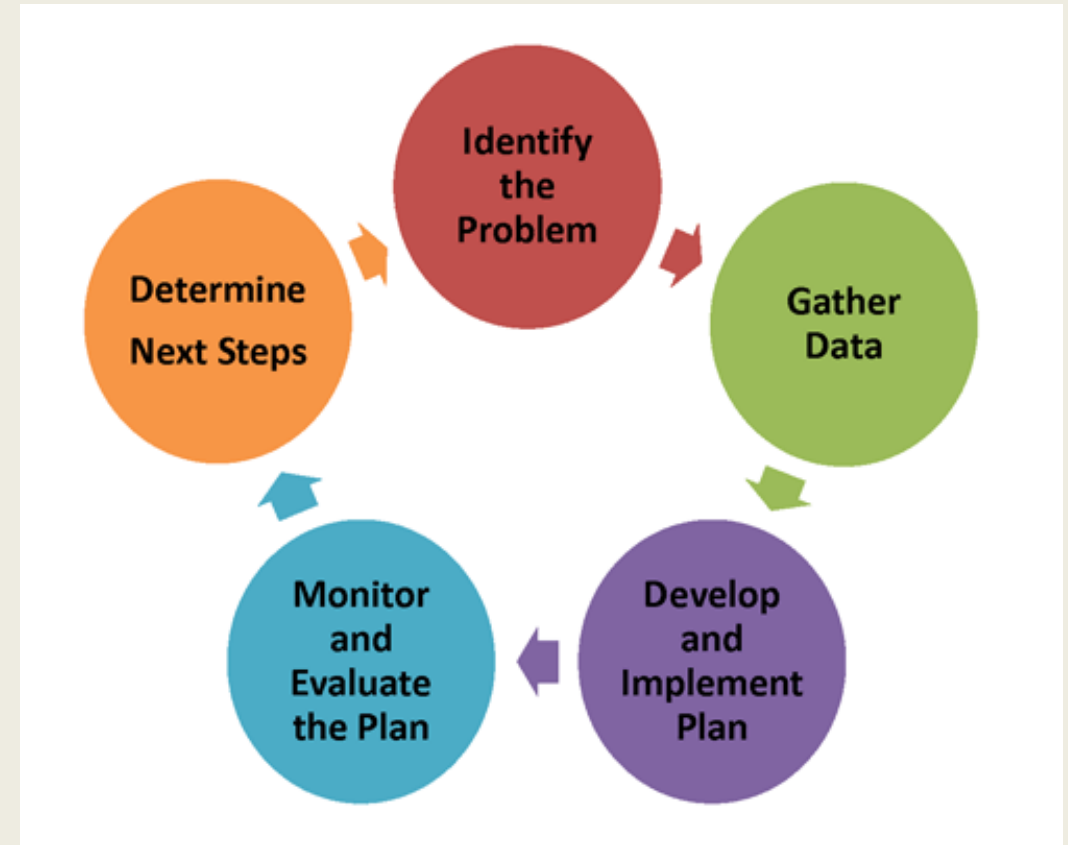 Identify
the
Problem
Gather
Data
Develop
and
Implement
Plan
Monitor
and
Evaluate
the Plan
Determine
Next Steps